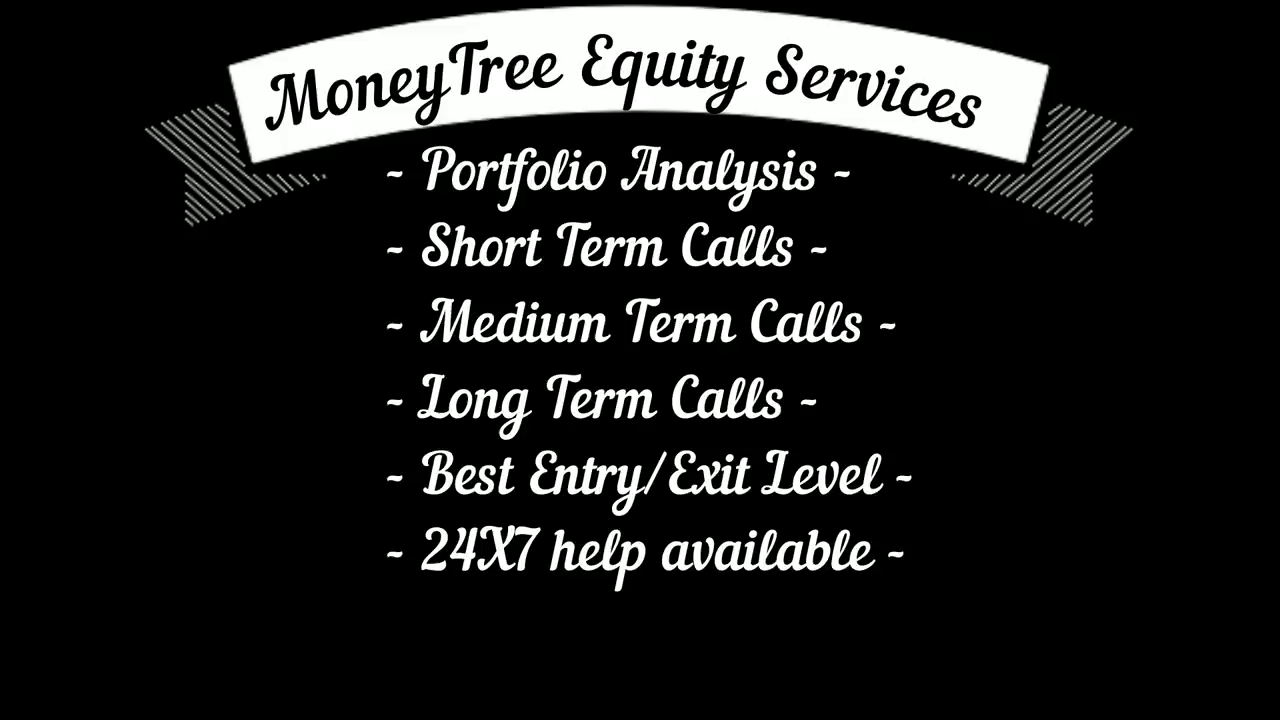 MoneyTree Equity Services
- Portfolio Analysis -
- Short Term Calls -
- Medium Term Calls -
- Long Term Calls -
- Best Entry/Exit Level -
- 24X7 help available -